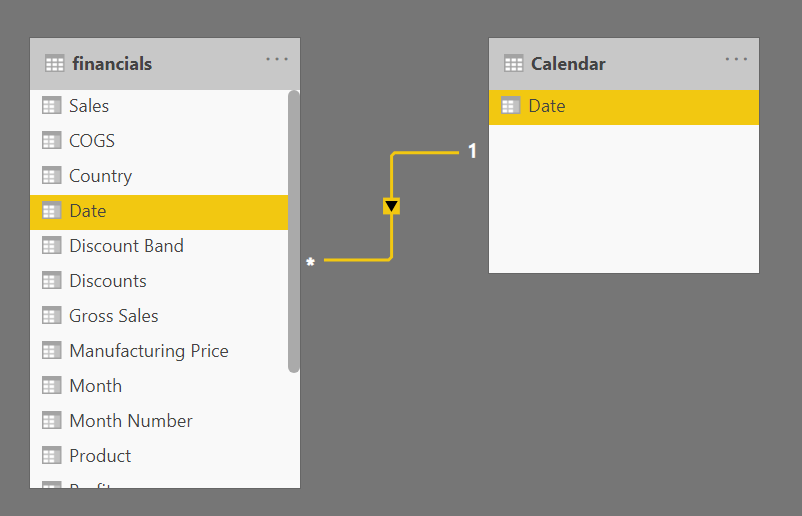 financials
Sales
COGS
Country
Date
Discount Band
Discounts
Gross Sales
Manufacturing Price
Month
Month Number
Product
*
1
Calendar
Date